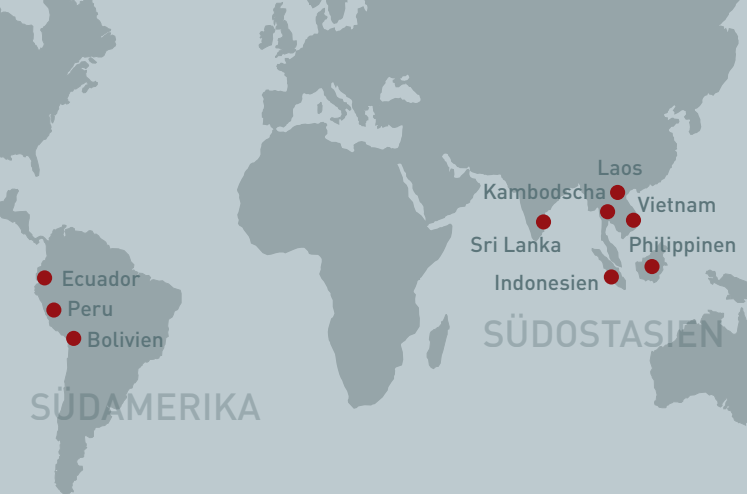 Laos
Kambodscha
Vietnam
Sri Lanka
Philippinen
Indonesien
Ecuador
Peru
SÜDOSTASIEN
Bolivien
SÜDAMERIKA